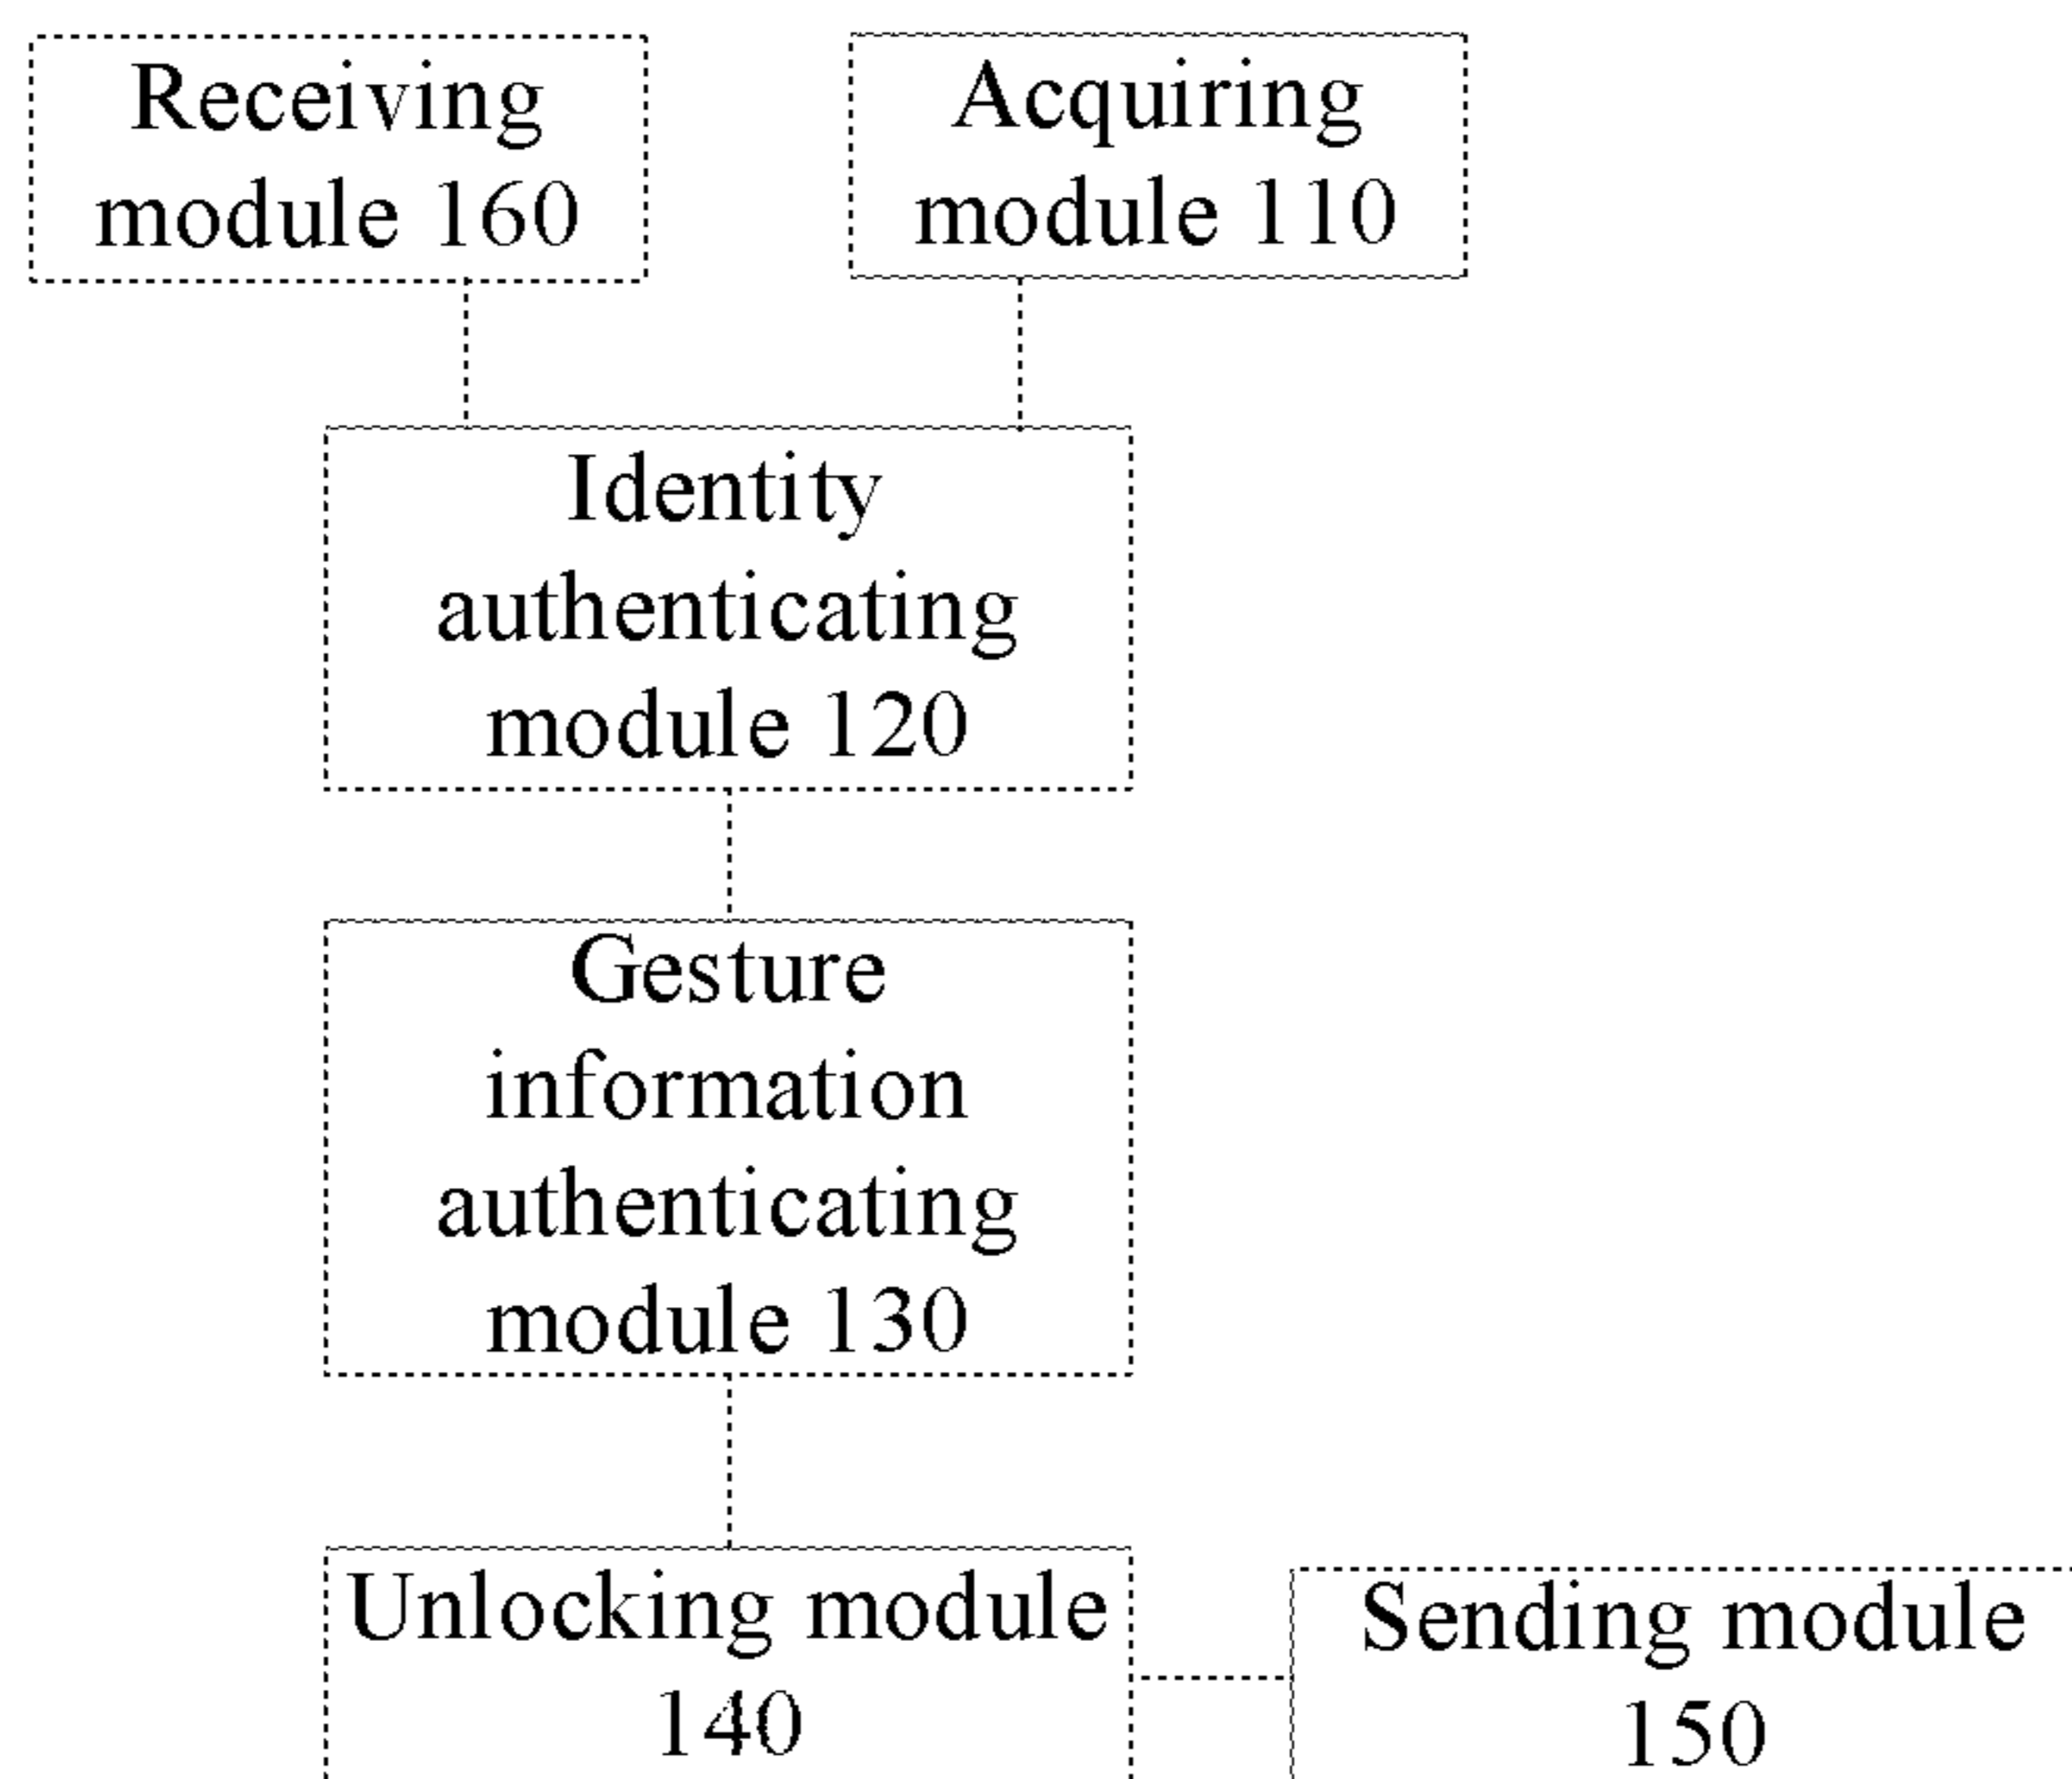 Receiving
module 160
Acquiring
module 110
Identity
authenticating
module 120
Gesture
information
authenticating
module 130
Unlocking module
140
Sending module
150